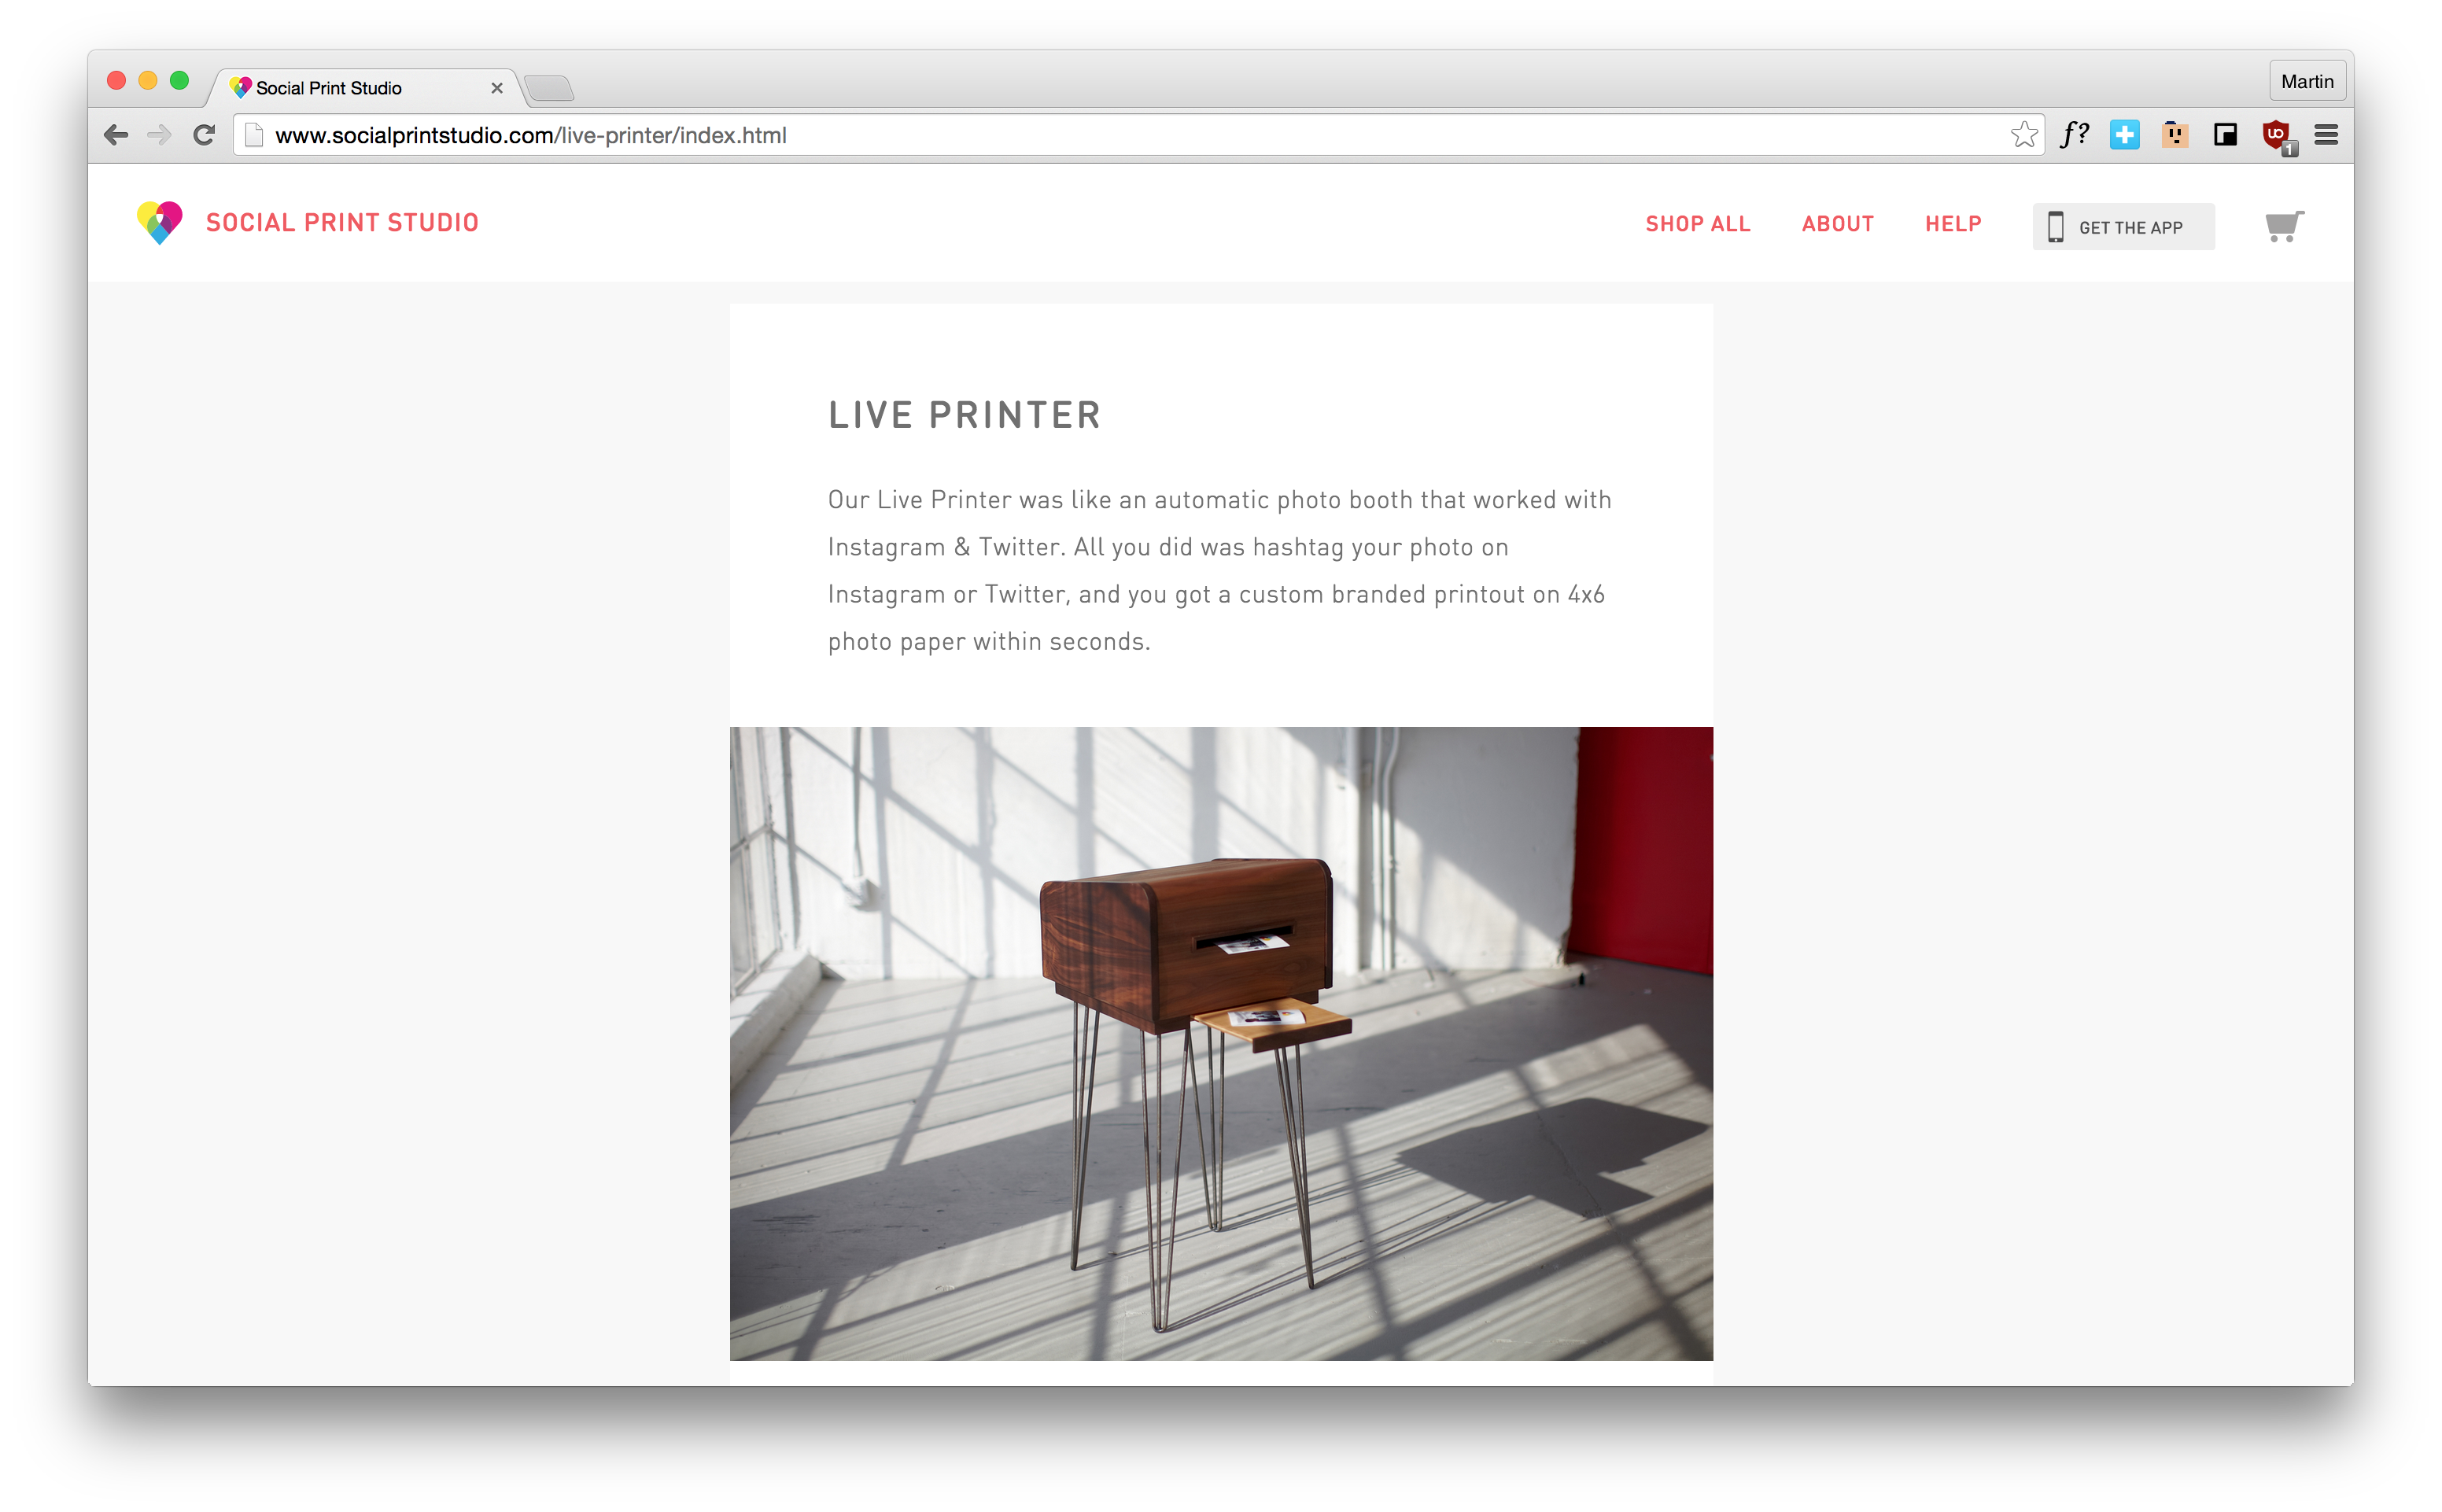 Social Print Studio
Martin
www.socialprintstudio.com/live-printer/index.html
f?
UO
1
SOCIAL PRINT STUDIO
SHOP ALL
ABOUT
HELP
GET THE APP
LIVE PRINTER
Our Live Printer was like an automatic photo booth that worked with
Instagram & Twitter. All you did was hashtag your photo on
Instagram or Twitter, and you got a custom branded printout on 4x6
photo paper within seconds.